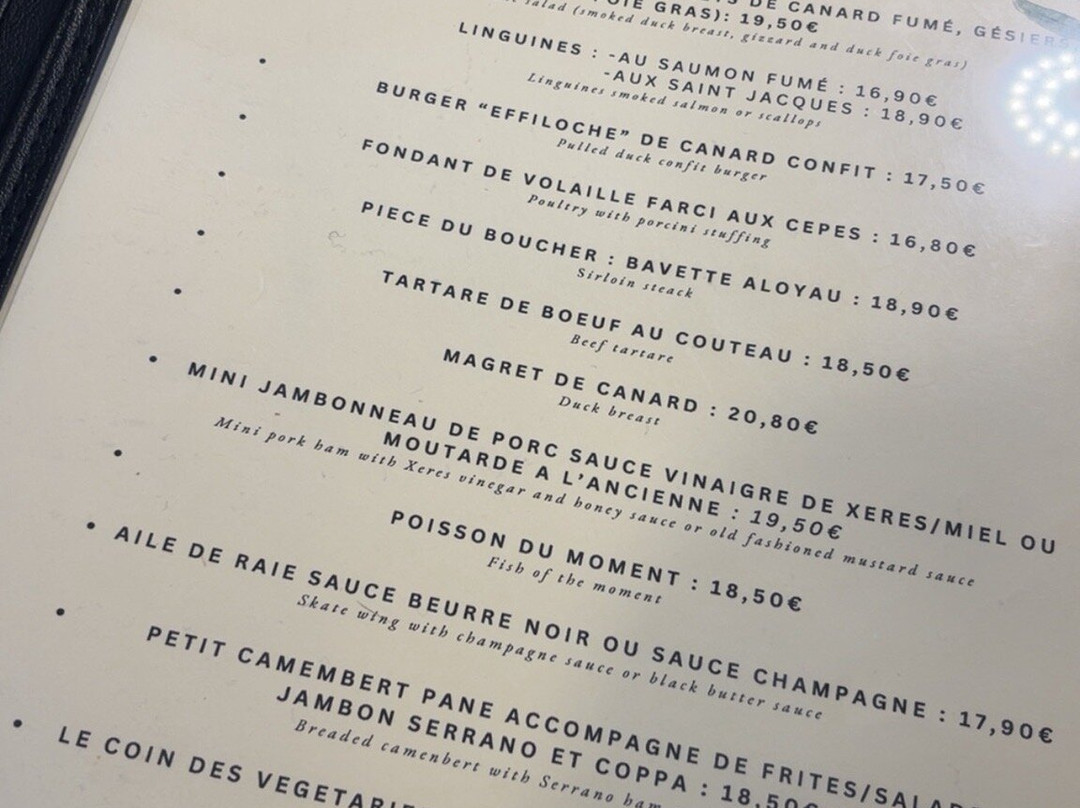 DE CANARD FUMÉ, GÉSIERS
GRAS): 19,50€
salad (smoked duck breast, gizzard and duck foie gras)
LINGUINES : -AU SAUMON FUMÉ : 16,90€
-AUX SAINT JACQUES : 18,90€
Linguines smoked salmon or scallops
BURGER “EFFILOCHE” DE CANARD CONFIT : 17,50€
Pulled duck confit burger
FONDANT DE VOLAILLE FARCI AUX CEPES : 16,80€
Poultry with porcini stuffing
PIECE DU BOUCHER : BAVETTE ALOYAU : 18,90€
Sirloin steack
TARTARE DE BOEUF AU COUTEAU : 18,50€
Beef tartare
MAGRET DE CANARD : 20,80€
Duck breast
MINI JAMBONNEAU DE PORC SAUCE VINAIGRE DE XERES/MIEL OU
MOUTARDE A L’ANCIENNE : 19,50€
Mini pork ham with Xeres vinegar and honey sauce or old fashioned mustard sauce
POISSON DU MOMENT : 18,50€
Fish of the moment
AILE DE RAIE SAUCE BEURRE NOIR OU SAUCE CHAMPAGNE : 17,90€
Skate wing with champagne sauce or black butter sauce
PETIT CAMEMBERT PANE ACCOMPAGNE DE FRITES/SALADE
JAMBON SERRANO ET COPPA : 18,50€
Breaded camenbert with Serrano ham
LE COIN DES